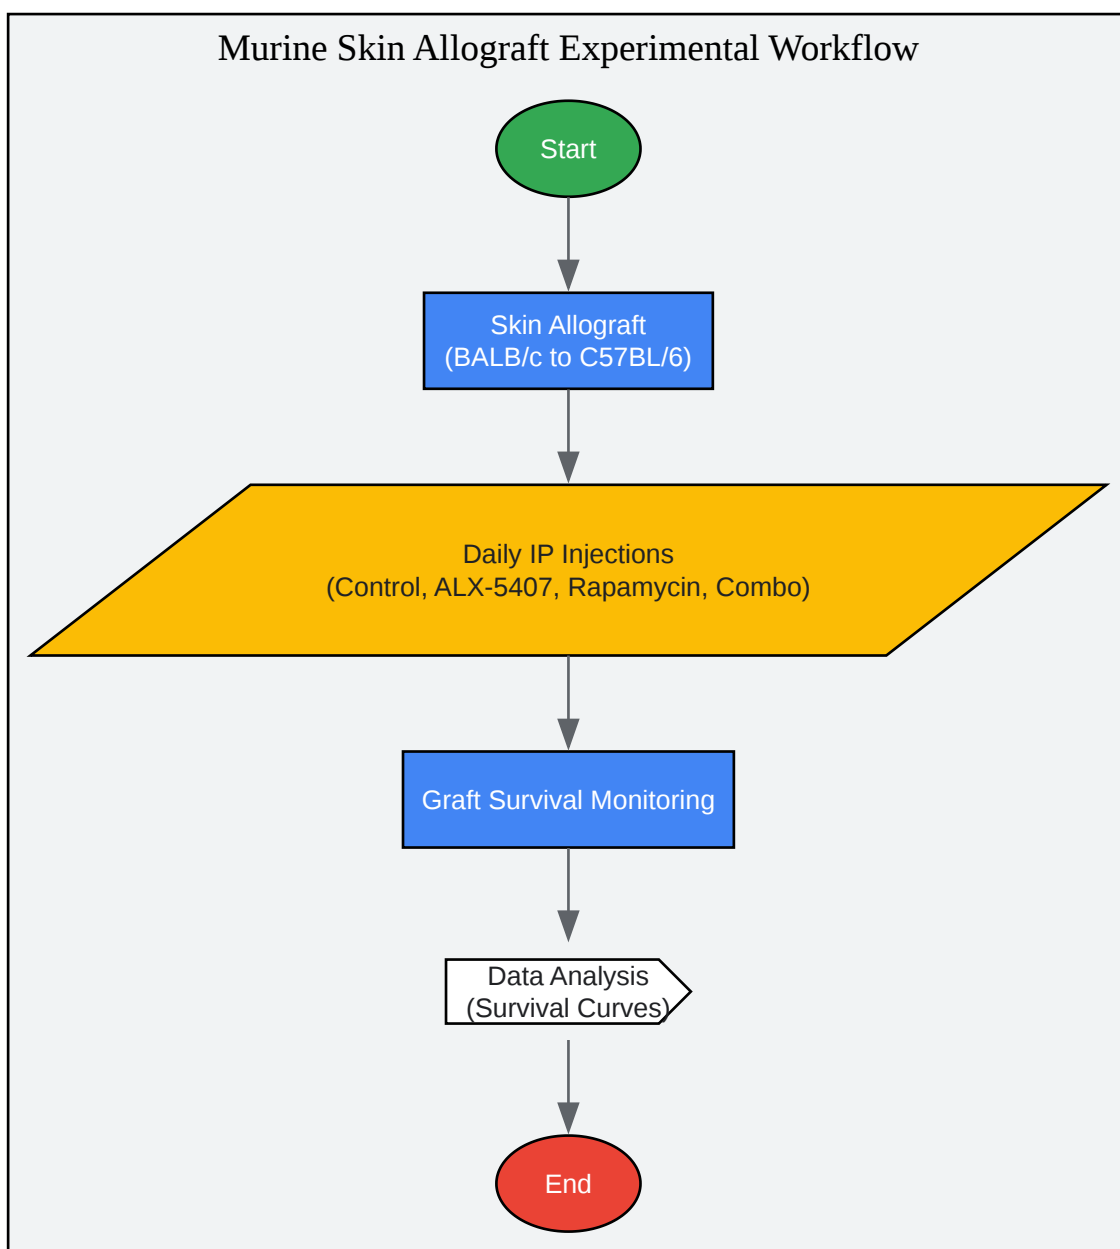 Murine Skin Allograft Experimental Workflow
Start
Skin Allograft
(BALB/c to C57BL/6)
Daily IP Injections
(Control, ALX-5407, Rapamycin, Combo)
Graft Survival Monitoring
Data Analysis
(Survival Curves)
End